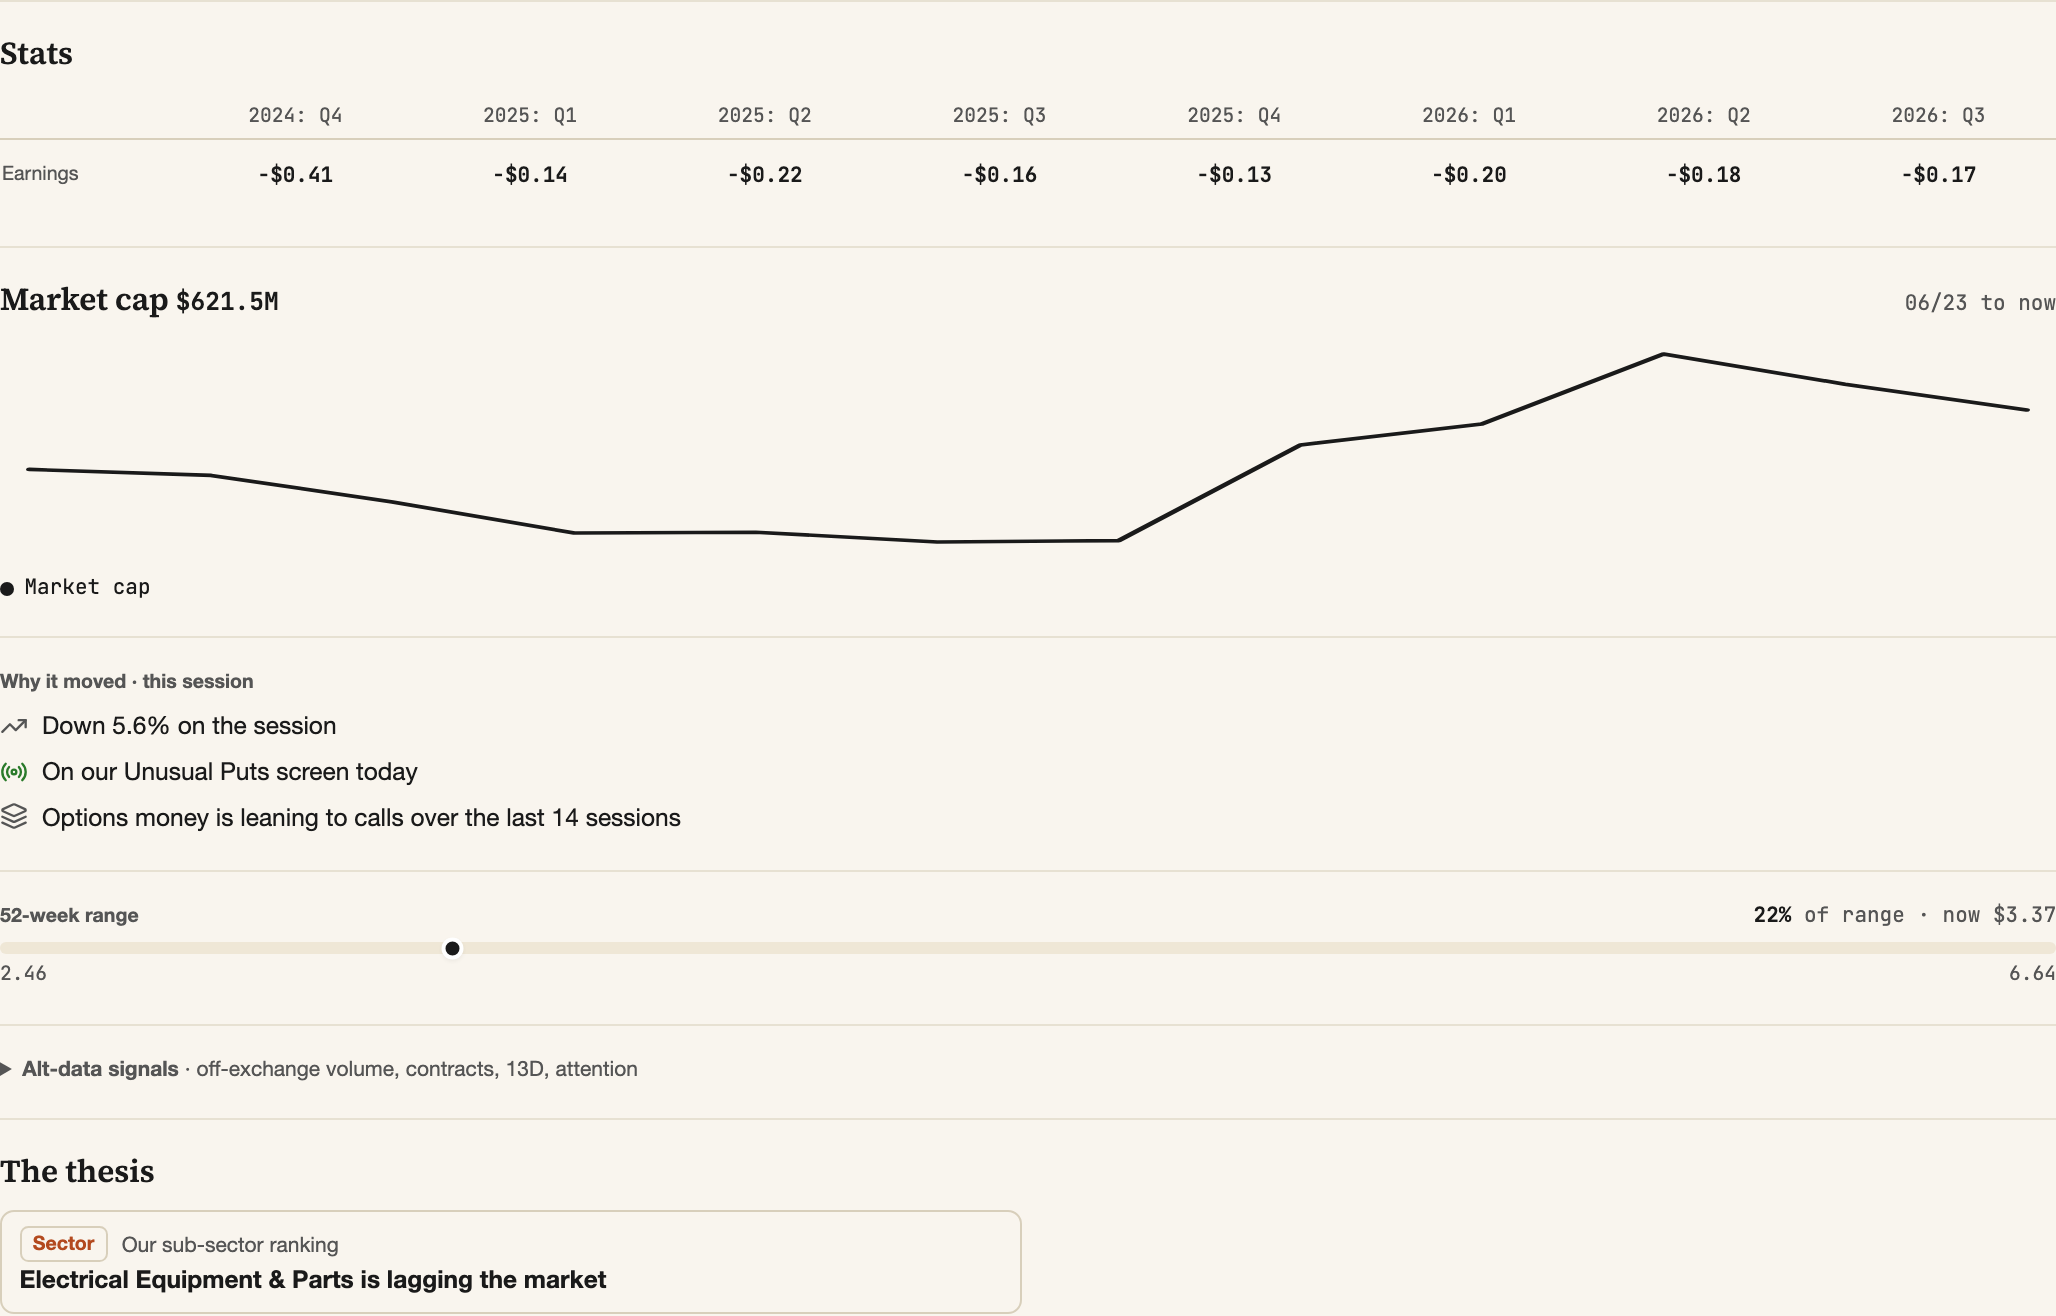 Stats
2024: Q4 2025: Q1 2025: Q2 2025: Q3 2025: Q4 2026: Q1 2026: Q2 2026: Q3
Earnings -$0.41 -$0.14 -$0.22 -$0.16 -$0.13 -$0.20 -$0.18 -$0.17
Market cap $621.5M 06/23 to now
Market cap
Why it moved · this session
Down 5.6% on the session
On our Unusual Puts screen today
Options money is leaning to calls over the last 14 sessions
52-week range 22% of range · now $3.37
2.46 6.64
Alt-data signals · off-exchange volume, contracts, 13D, attention
The thesis
Sector Our sub-sector ranking
Electrical Equipment & Parts is lagging the market